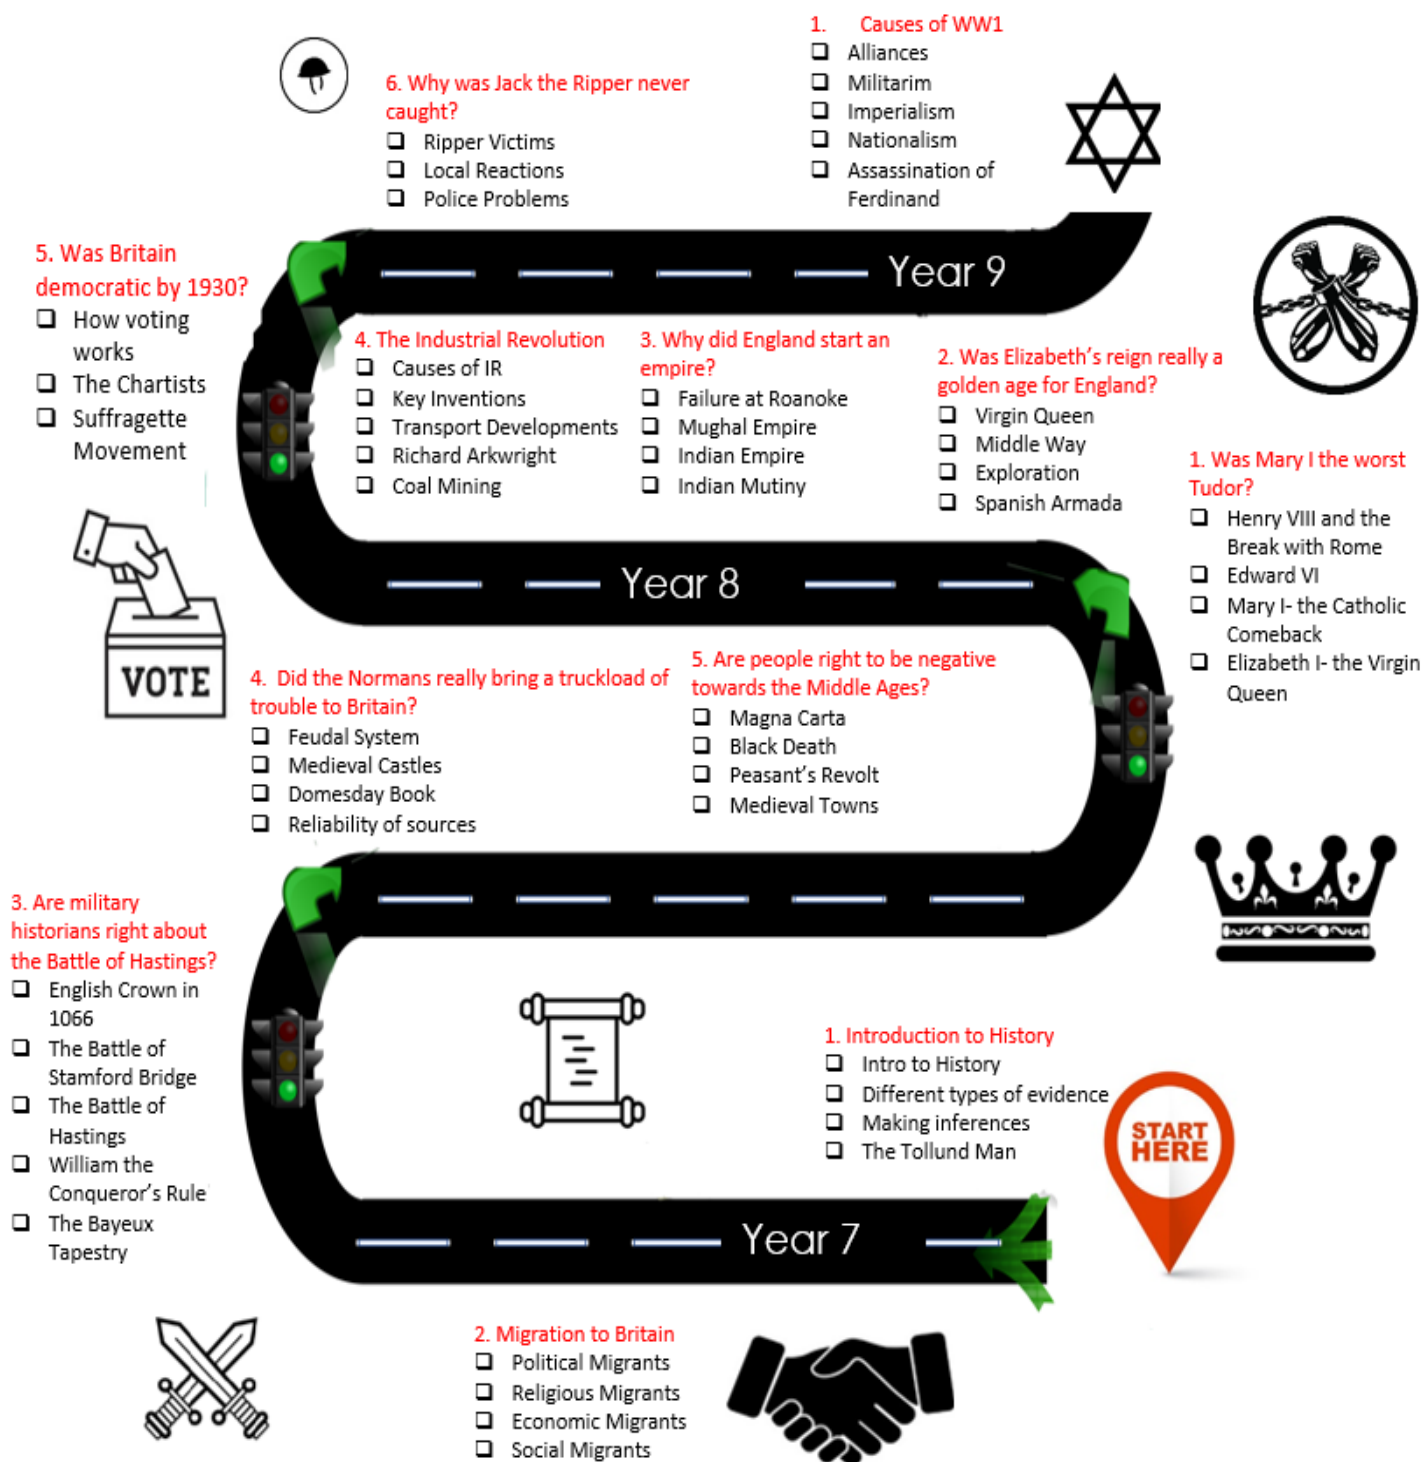 1. Causes of WW1
Alliances
Militarim
Imperialism
Nationalism
Assassination of
Ferdinand
6. Why was Jack the Ripper never
caught?
Ripper Victims
Local Reactions
Police Problems
Year 9
5. Was Britain
democratic by 1930?
How voting
works
The Chartists
Suffragette
Movement
4. The Industrial Revolution
Causes of IR
Key Inventions
Transport Developments
Richard Arkwright
Coal Mining
3. Why did England start an
empire?
Failure at Roanoke
Mughal Empire
Indian Empire
Indian Mutiny
2. Was Elizabeth's reign really a
golden age for England?
Virgin Queen
Middle Way
Exploration
Spanish Armada
1. Was Mary I the worst
Tudor?
Henry VIII and the
Break with Rome
Edward VI
Mary I- the Catholic
Comeback
Elizabeth I- the Virgin
Queen
Year 8
VOTE
4. Did the Normans really bring a truckload of
trouble to Britain?
Feudal System
Medieval Castles
Domesday Book
Reliability of sources
5. Are people right to be negative
towards the Middle Ages?
Magna Carta
Black Death
Peasant's Revolt
Medieval Towns
3. Are military
historians right about
the Battle of Hastings?
English Crown in
1066
The Battle of
Stamford Bridge
The Battle of
Hastings
William the
Conqueror's Rule
The Bayeux
Tapestry
1. Introduction to History
Intro to History
Different types of evidence
Making inferences
The Tollund Man
START
HERE
Year 7
2. Migration to Britain
Political Migrants
Religious Migrants
Economic Migrants
Social Migrants